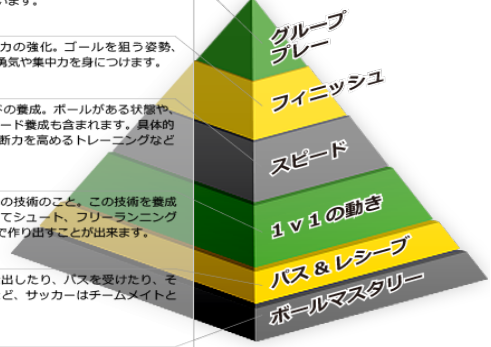 います。
力の強化。ゴールを狙う姿勢、
勇気や集中力を身につけます。
ドの養成。ボールがある状態や、
ード養成も含まれます。具体的
断力を高めるトレーニングなど
の技術のこと。この技術を養成
てシュート、フリーランニング
で作り出すことが出来ます。
出したり、パスを受けたり、そ
ど、サッカーはチームメイトと
グループ
プレー
フィニッシュ
スピード
1v1の動き
パス&レシーブ
ボールマスタリー